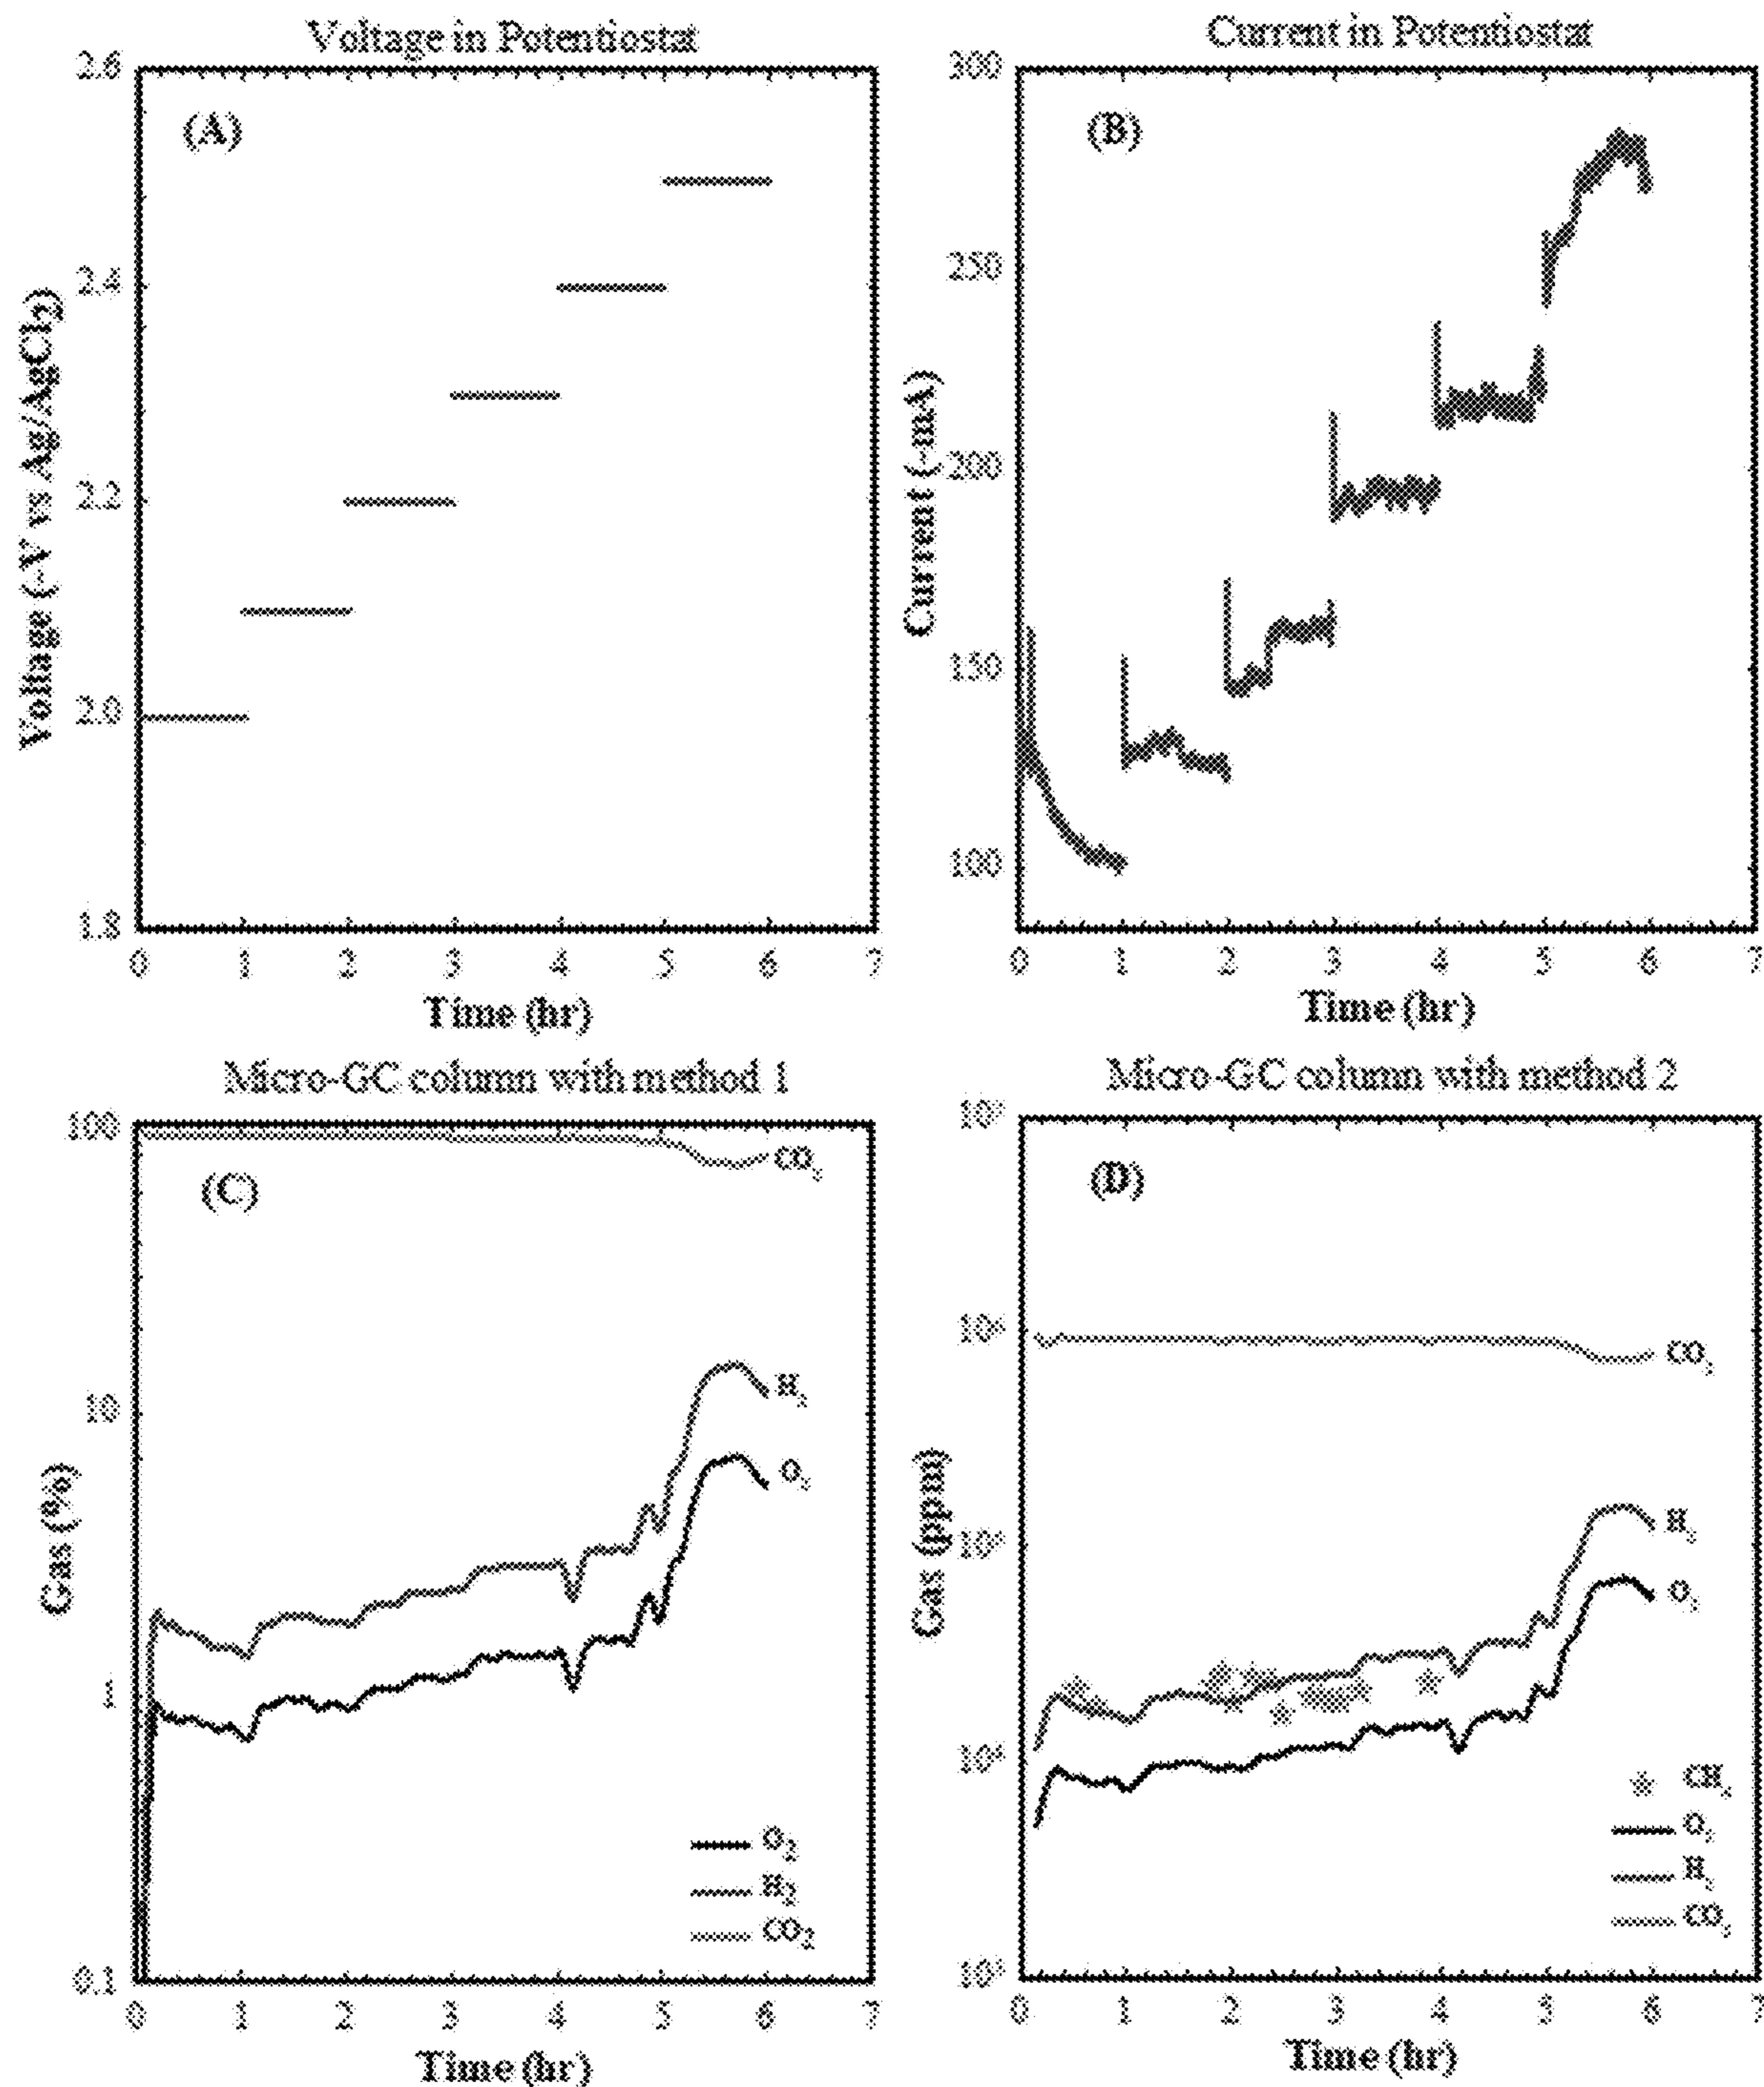 Voltage in Potentiostat
2.6
2.4
2.2
2.0
1.8
(A)
Voltage (-V vs Ag/AgCl₂)
0 1 2 3 4 5 6 7
Time (hr)
Current in Potentiostat
300
250
200
150
100
(B)
Current (-mA)
0 1 2 3 4 5 6 7
Time (hr)
Micro-GC column with method 1
100
10
1
0.1
(C)
CO₂
H₂
O₂
Gas (%)
O₂
H₂
CO₂
0 1 2 3 4 5 6 7
Time (hr)
Micro-GC column with method 2
10⁷
10⁶
10⁵
10⁴
10³
(D)
CO₂
H₂
O₂
Gas (ppm)
CH₄
O₂
H₂
CO₂
0 1 2 3 4 5 6 7
Time (hr)